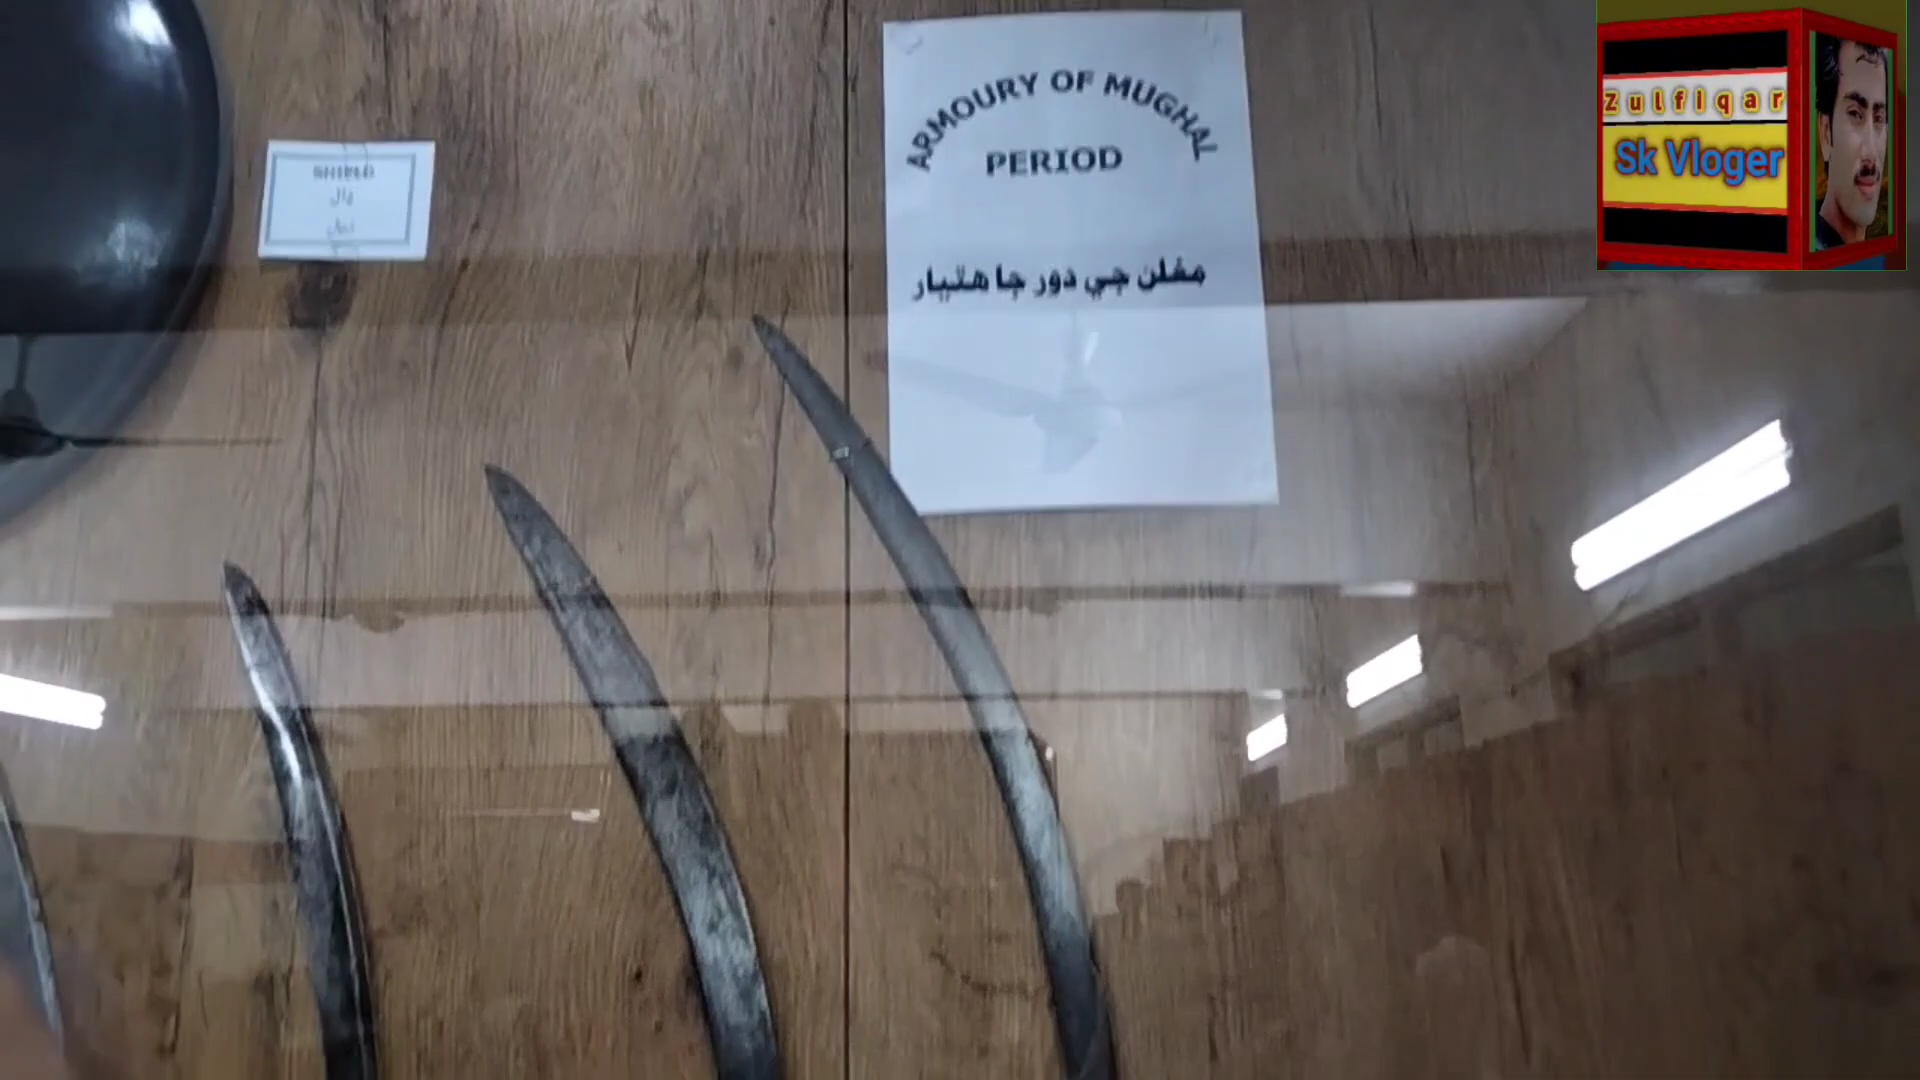 SHIELD
ARMOURY OF MUGHAL
PERIOD
مغلن جي دور جا هٿيار
Zulfiqar
Sk Vloger